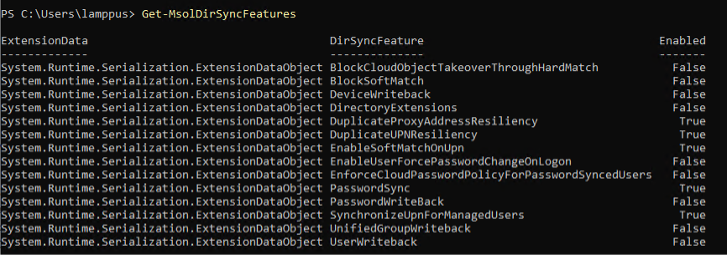 PS C:\Users\lamppus> Get-MsolDirSyncFeatures
ExtensionData DirSyncFeature Enabled
------------- -------------- -------
System.Runtime.Serialization.ExtensionDataObject BlockCloudObjectTakeoverThroughHardMatch False
System.Runtime.Serialization.ExtensionDataObject BlockSoftMatch False
System.Runtime.Serialization.ExtensionDataObject DeviceWriteback False
System.Runtime.Serialization.ExtensionDataObject DirectoryExtensions False
System.Runtime.Serialization.ExtensionDataObject DuplicateProxyAddressResiliency True
System.Runtime.Serialization.ExtensionDataObject DuplicateUPNResiliency True
System.Runtime.Serialization.ExtensionDataObject EnableSoftMatchOnUpn True
System.Runtime.Serialization.ExtensionDataObject EnableUserForcePasswordChangeOnLogon False
System.Runtime.Serialization.ExtensionDataObject EnforceCloudPasswordPolicyForPasswordSyncedUsers False
System.Runtime.Serialization.ExtensionDataObject PasswordSync True
System.Runtime.Serialization.ExtensionDataObject PasswordWriteBack False
System.Runtime.Serialization.ExtensionDataObject SynchronizeUpnForManagedUsers True
System.Runtime.Serialization.ExtensionDataObject UnifiedGroupWriteback False
System.Runtime.Serialization.ExtensionDataObject UserWriteback False